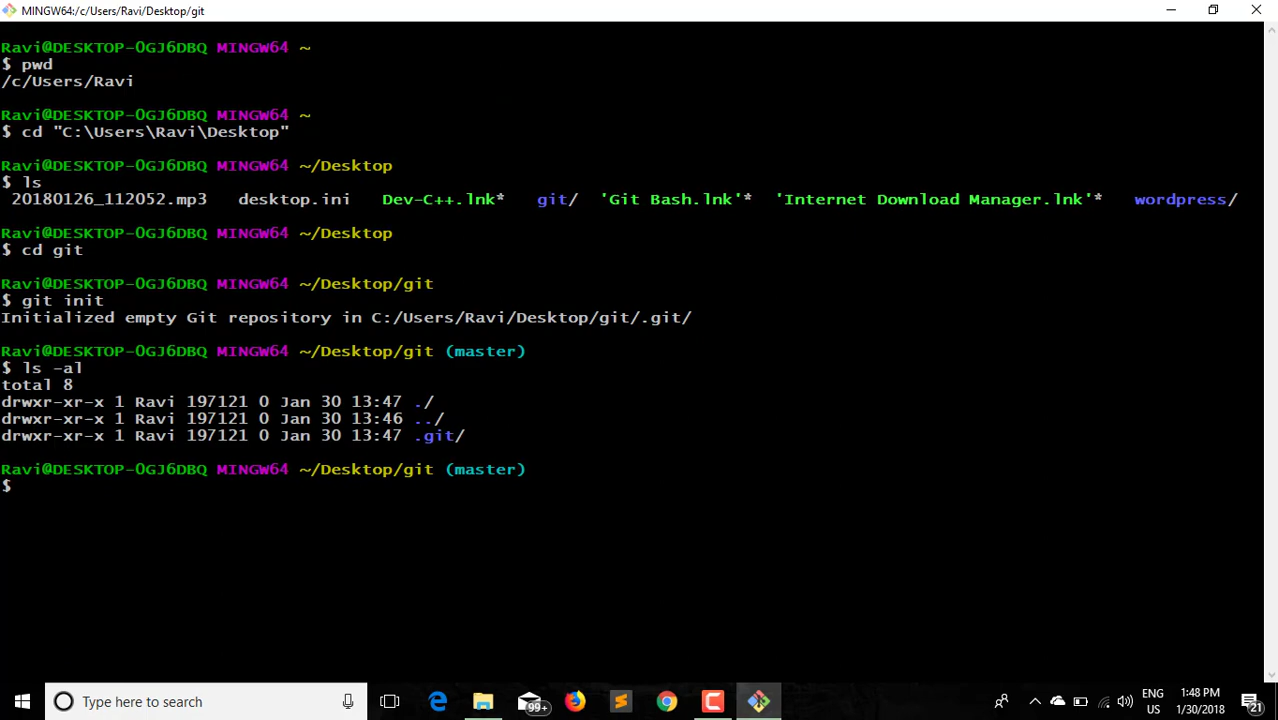 MINGW64:/c/Users/Ravi/Desktop/git
Ravi@DESKTOP-0GJ6DBQ MINGW64 ~
$ pwd
/c/Users/Ravi
Ravi@DESKTOP-0GJ6DBQ MINGW64 ~
$ cd "C:\Users\Ravi\Desktop"
Ravi@DESKTOP-0GJ6DBQ MINGW64 ~/Desktop
$ ls
20180126_112052.mp3 desktop.ini Dev-C++.lnk* git/ 'Git Bash.lnk'* 'Internet Download Manager.lnk'* wordpress/
Ravi@DESKTOP-0GJ6DBQ MINGW64 ~/Desktop
$ cd git
Ravi@DESKTOP-0GJ6DBQ MINGW64 ~/Desktop/git
$ git init
Initialized empty Git repository in C:/Users/Ravi/Desktop/git/.git/
Ravi@DESKTOP-0GJ6DBQ MINGW64 ~/Desktop/git (master)
$ ls -al
total 8
drwxr-xr-x 1 Ravi 197121 0 Jan 30 13:47 ./
drwxr-xr-x 1 Ravi 197121 0 Jan 30 13:46 ../
drwxr-xr-x 1 Ravi 197121 0 Jan 30 13:47 .git/
Ravi@DESKTOP-0GJ6DBQ MINGW64 ~/Desktop/git (master)
$
Type here to search
99+
ENG
US
1:48 PM
1/30/2018
21